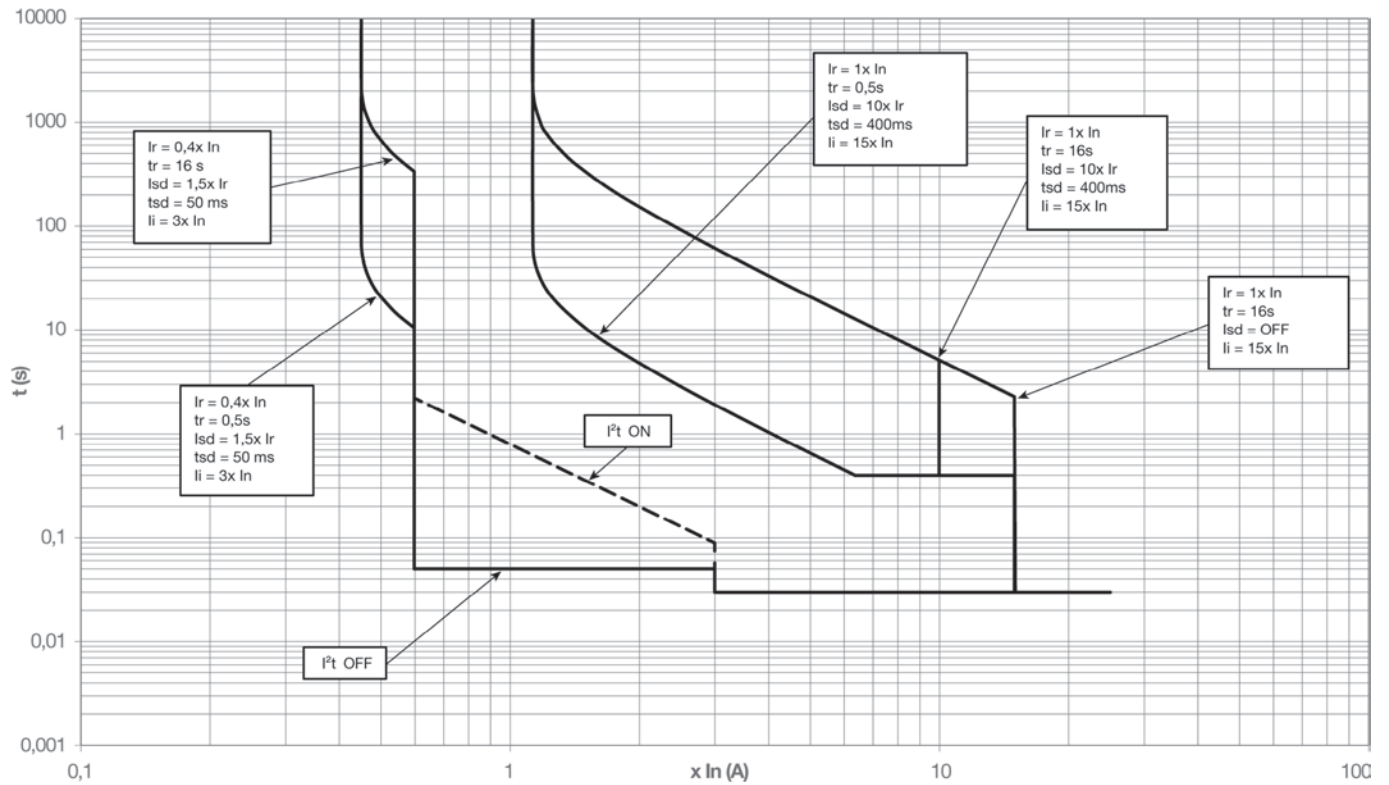 10000
1000
100
10
1
0,1
0,01
0,001
t (s)
0,1
1
x In (A)
10
100
Ir = 0,4x In
tr = 16 s
Isd = 1,5x Ir
tsd = 50 ms
Ii = 3x In
Ir = 0,4x In
tr = 0,5s
Isd = 1,5x Ir
tsd = 50 ms
Ii = 3x In
I²t OFF
I²t ON
Ir = 1x In
tr = 0,5s
Isd = 10x Ir
tsd = 400ms
Ii = 15x In
Ir = 1x In
tr = 16s
Isd = 10x Ir
tsd = 400ms
Ii = 15x In
Ir = 1x In
tr = 16s
Isd = OFF
Ii = 15x In